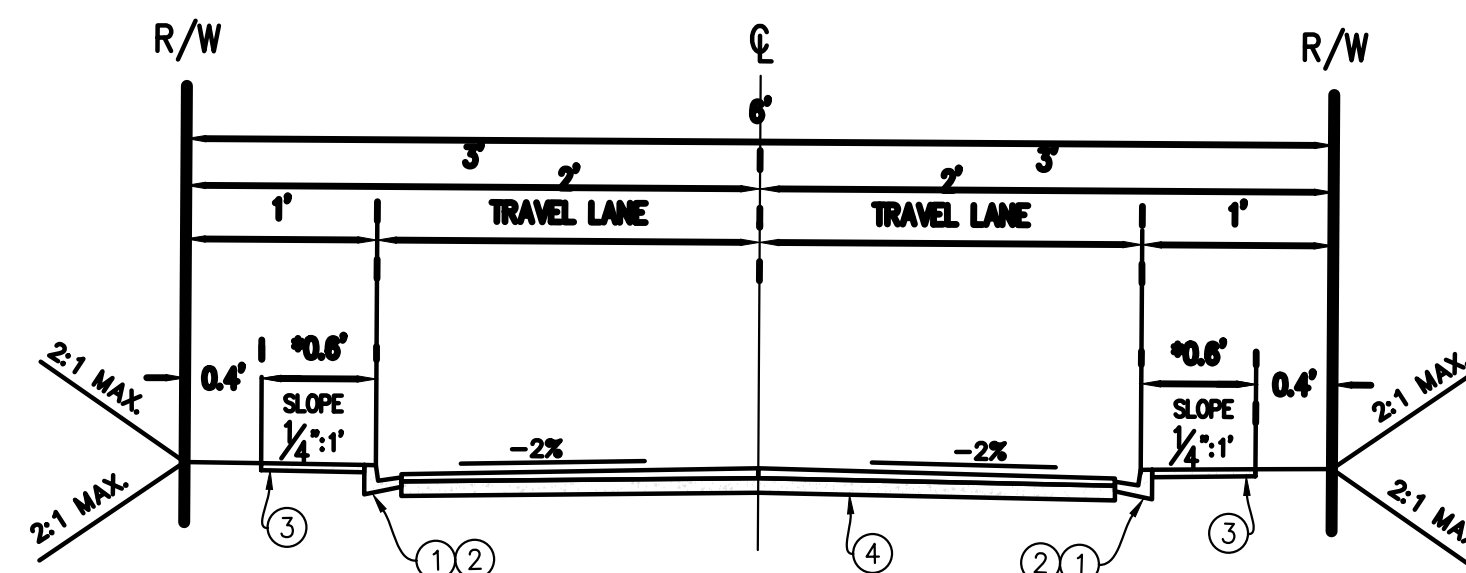 R/W
℄
R/W
6'
3'
3'
2'
2'
1'
TRAVEL LANE
TRAVEL LANE
1'
*0.6'
*0.6'
0.4'
0.4'
2:1 MAX.
2:1 MAX.
SLOPE
1/4":1'
SLOPE
1/4":1'
-2%
-2%
2:1 MAX.
2:1 MAX.
3
3
1 2
4
2 1